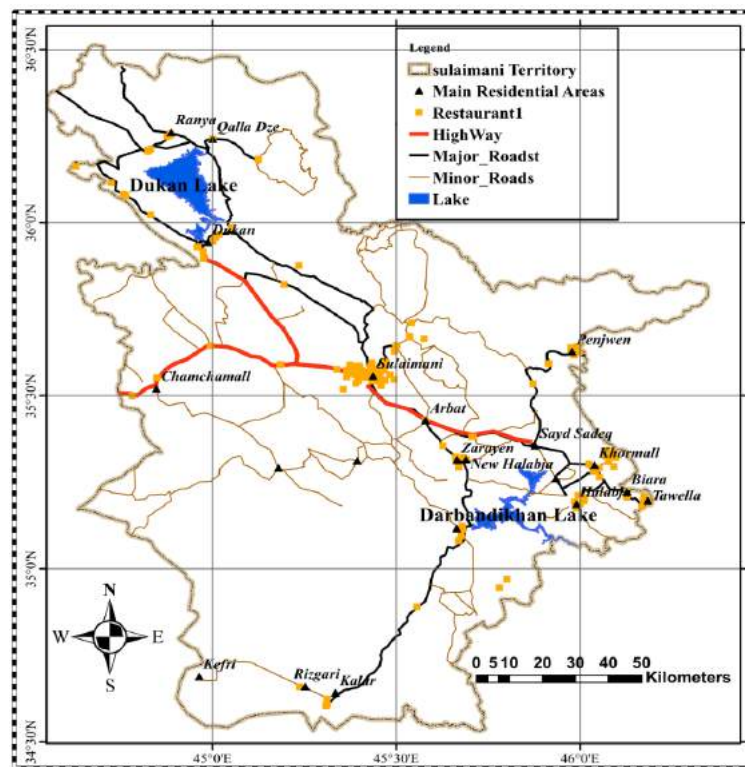 36°30'N
36°0'N
35°30'N
35°0'N
34°30'N
Legend
sulaimani Territory
Main Residential Areas
Restaurant1
HighWay
Major_Roadst
Minor_Roads
Lake
Ranya
Qalla Dze
Dukan Lake
Dukan
Penjwen
Sulaimani
Chamchamall
Arbat
Sayd Sadeq
Zarayen
Khormall
New Halabja
Biara
Halabja
Tawella
Darbandikhan Lake
N
W
E
S
Kefri
Rizgari
Kalar
0 5 10 20 30 40 50
Kilometers
45°0'E
45°30'E
46°0'E